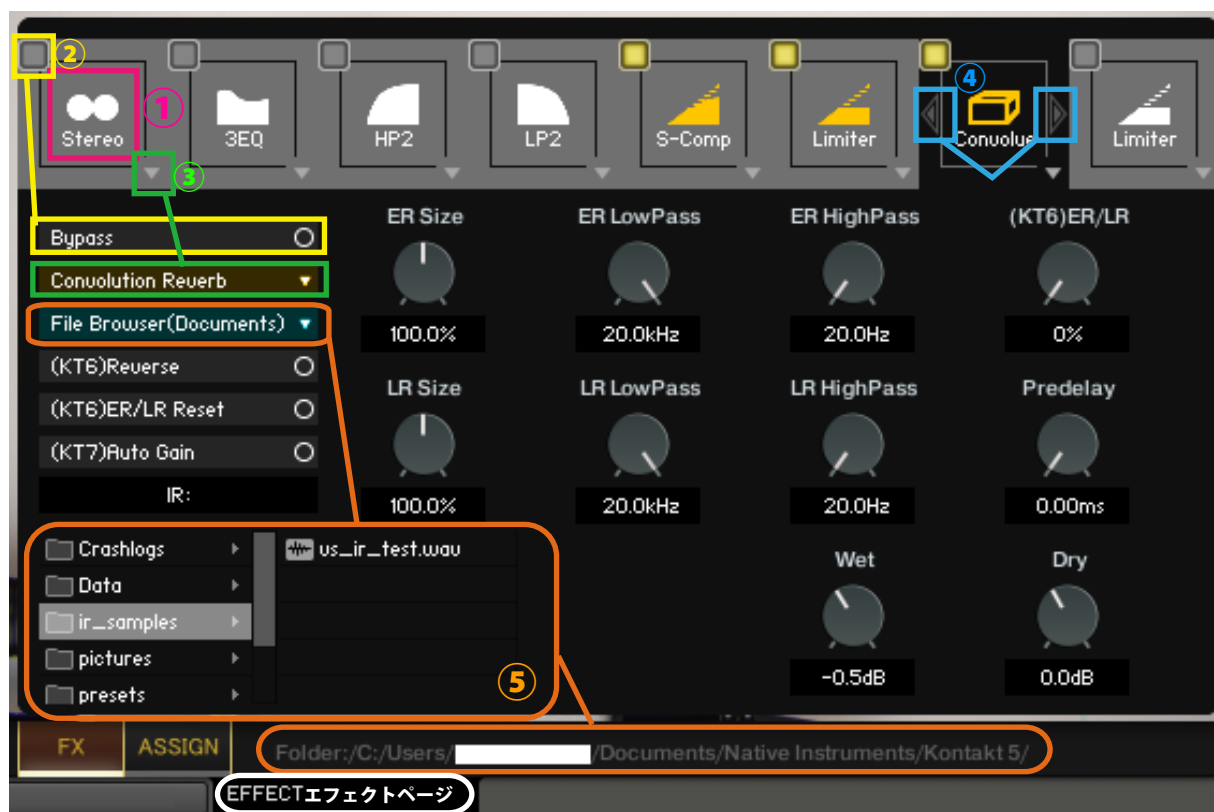 ②
④
①
Stereo
3EQ
HP2
LP2
S-Comp
Limiter
Convolue
Limiter
③
Bypass
Convolution Reverb
File Browser(Documents)
(KT6)Reverse
(KT6)ER/LR Reset
(KT7)Auto Gain
IR:
ER Size
ER LowPass
ER HighPass
(KT6)ER/LR
100.0%
20.0kHz
20.0Hz
0%
LR Size
LR LowPass
LR HighPass
Predelay
100.0%
20.0kHz
20.0Hz
0.00ms
Wet
Dry
-0.5dB
0.0dB
Crashlogs
Data
ir_samples
pictures
presets
us_ir_test.wav
⑤
FX
ASSIGN
Folder:/C:/Users/
/Documents/Native Instruments/Kontakt 5/
EFFECTエフェクトページ